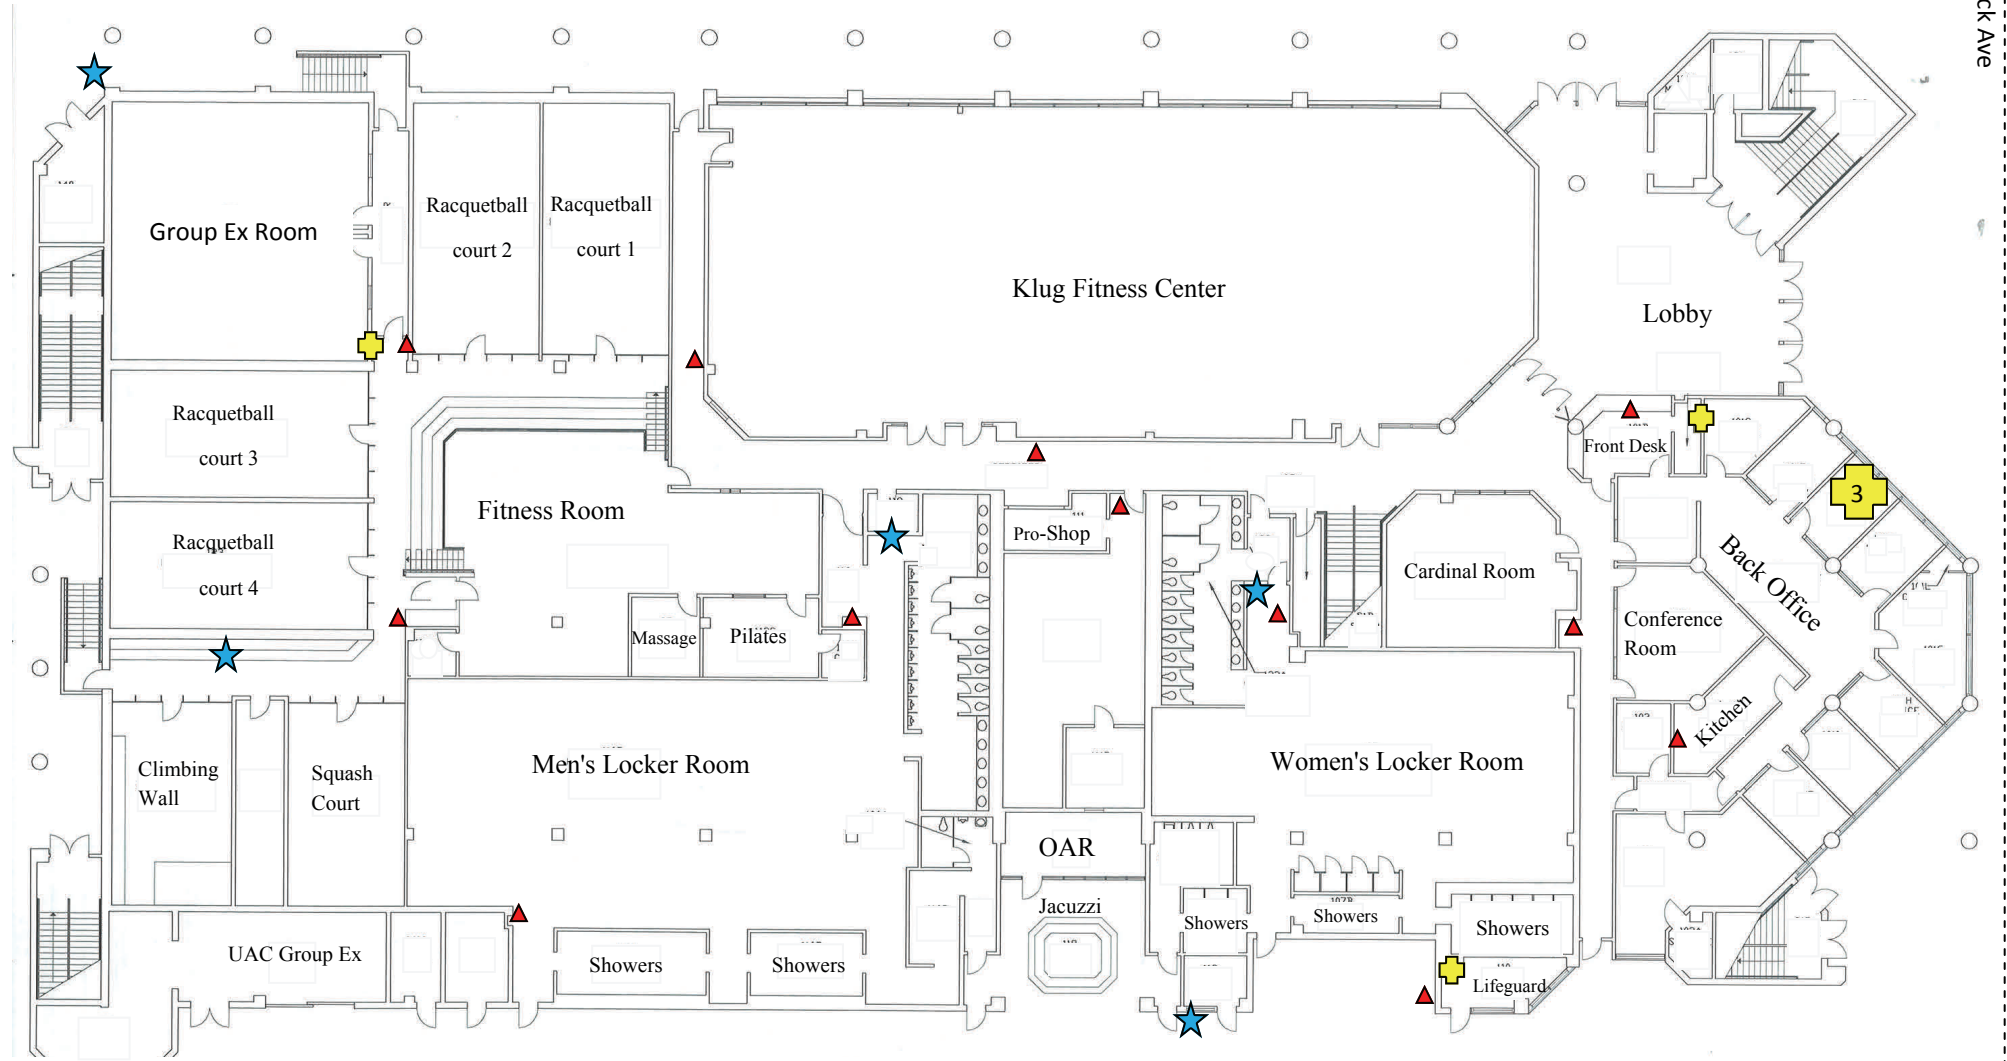 ck Ave
Group Ex Room
Racquetball
court 2
Racquetball
court 1
Klug Fitness Center
Lobby
Racquetball
court 3
Front Desk
3
Fitness Room
Pro-Shop
Racquetball
court 4
Cardinal Room
Back Office
Massage
Pilates
Conference
Room
Kitchen
Climbing
Wall
Squash
Court
Men's Locker Room
Women's Locker Room
OAR
Jacuzzi
UAC Group Ex
Showers
Showers
Showers
Showers
Showers
Lifeguard